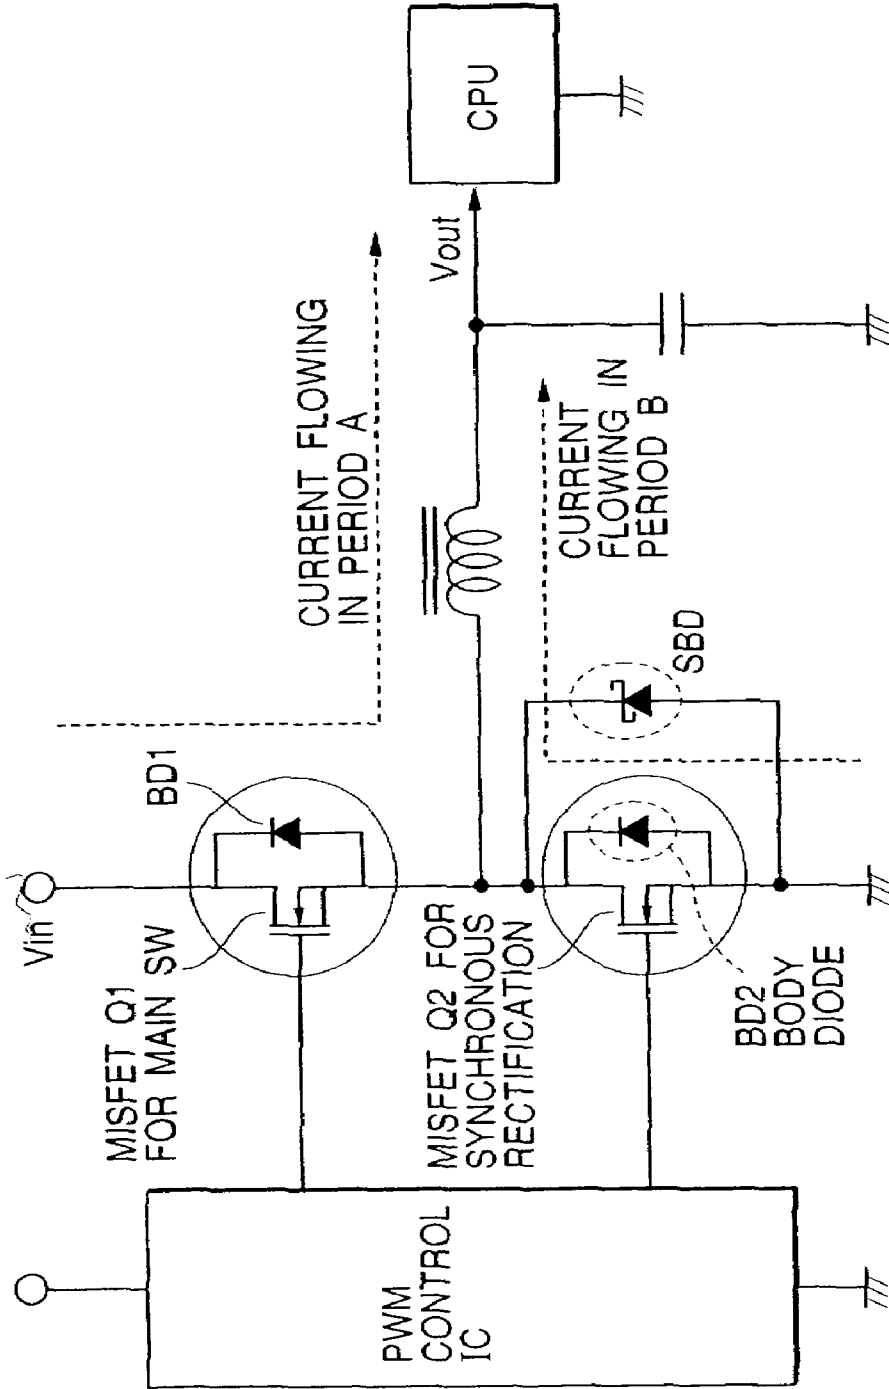 Vin
MISFET Q1
FOR MAIN SW
BD1
CURRENT FLOWING
IN PERIOD A
PWM
CONTROL
IC
MISFET Q2 FOR
SYNCHRONOUS
RECTIFICATION
Vout
CPU
SBD
CURRENT
FLOWING IN
PERIOD B
BD2
BODY
DIODE